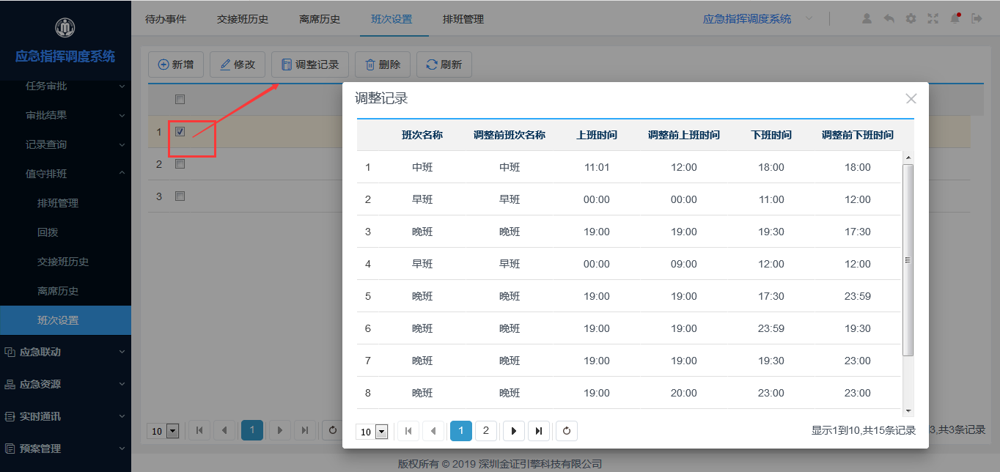 应急指挥调度系统
任务审批
审批结果
记录查询
值守排班
排班管理
回拨
交接班历史
离席历史
班次设置
应急联动
应急资源
实时通讯
预案管理
待办事件 交接班历史 离席历史 班次设置 排班管理 应急指挥调度系统
新增 修改 调整记录 删除 刷新
1
2
3
调整记录
班次名称 调整前班次名称 上班时间 调整前上班时间 下班时间 调整前下班时间
1 中班 中班 11:01 12:00 18:00 18:00
2 早班 早班 00:00 00:00 11:00 12:00
3 晚班 晚班 19:00 19:00 19:30 17:30
4 早班 早班 00:00 09:00 12:00 12:00
5 晚班 晚班 19:00 19:00 17:30 23:59
6 晚班 晚班 19:00 19:00 23:59 19:30
7 晚班 晚班 19:00 19:00 19:30 23:00
8 晚班 晚班 19:00 20:00 23:00 23:00
10 1 2 显示1到10,共15条记录
10 1 3,共3条记录
版权所有 © 2019 深圳金证引擎科技有限公司